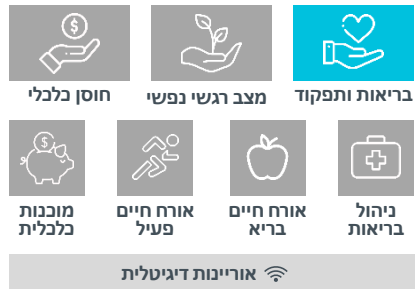 בריאות ותפקוד
מצב רגשי נפשי
חוסן כלכלי
ניהול
בריאות
אורח חיים
בריא
אורח חיים
פעיל
מוכנות
כלכלית
אוריינות דיגיטלית